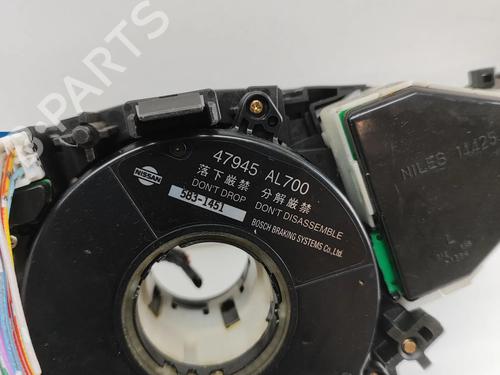 PARTS
47945 AL700
落下厳禁 分解厳禁
DON'T DROP DON'T DISASSEMBLE
NISSAN
583-1451
BOSCH BRAKING SYSTEMS Co.,Ltd.
NILES 14425
L